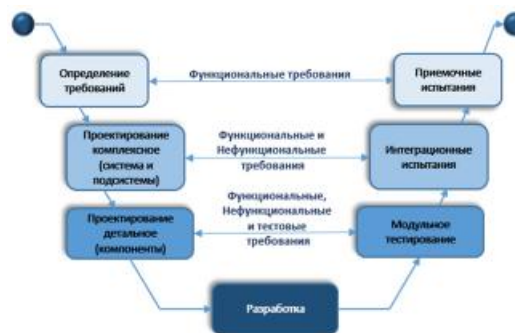 Определение
требований
Функциональные требования
Приемочные
испытания
Проектирование
комплексное
(система и
подсистемы)
Функциональные и
Нефункциональные
требования
Интеграционные
испытания
Проектирование
детальное
(компоненты)
Функциональные,
Нефункциональные
и тестовые
требования
Модульное
тестирование
Разработка